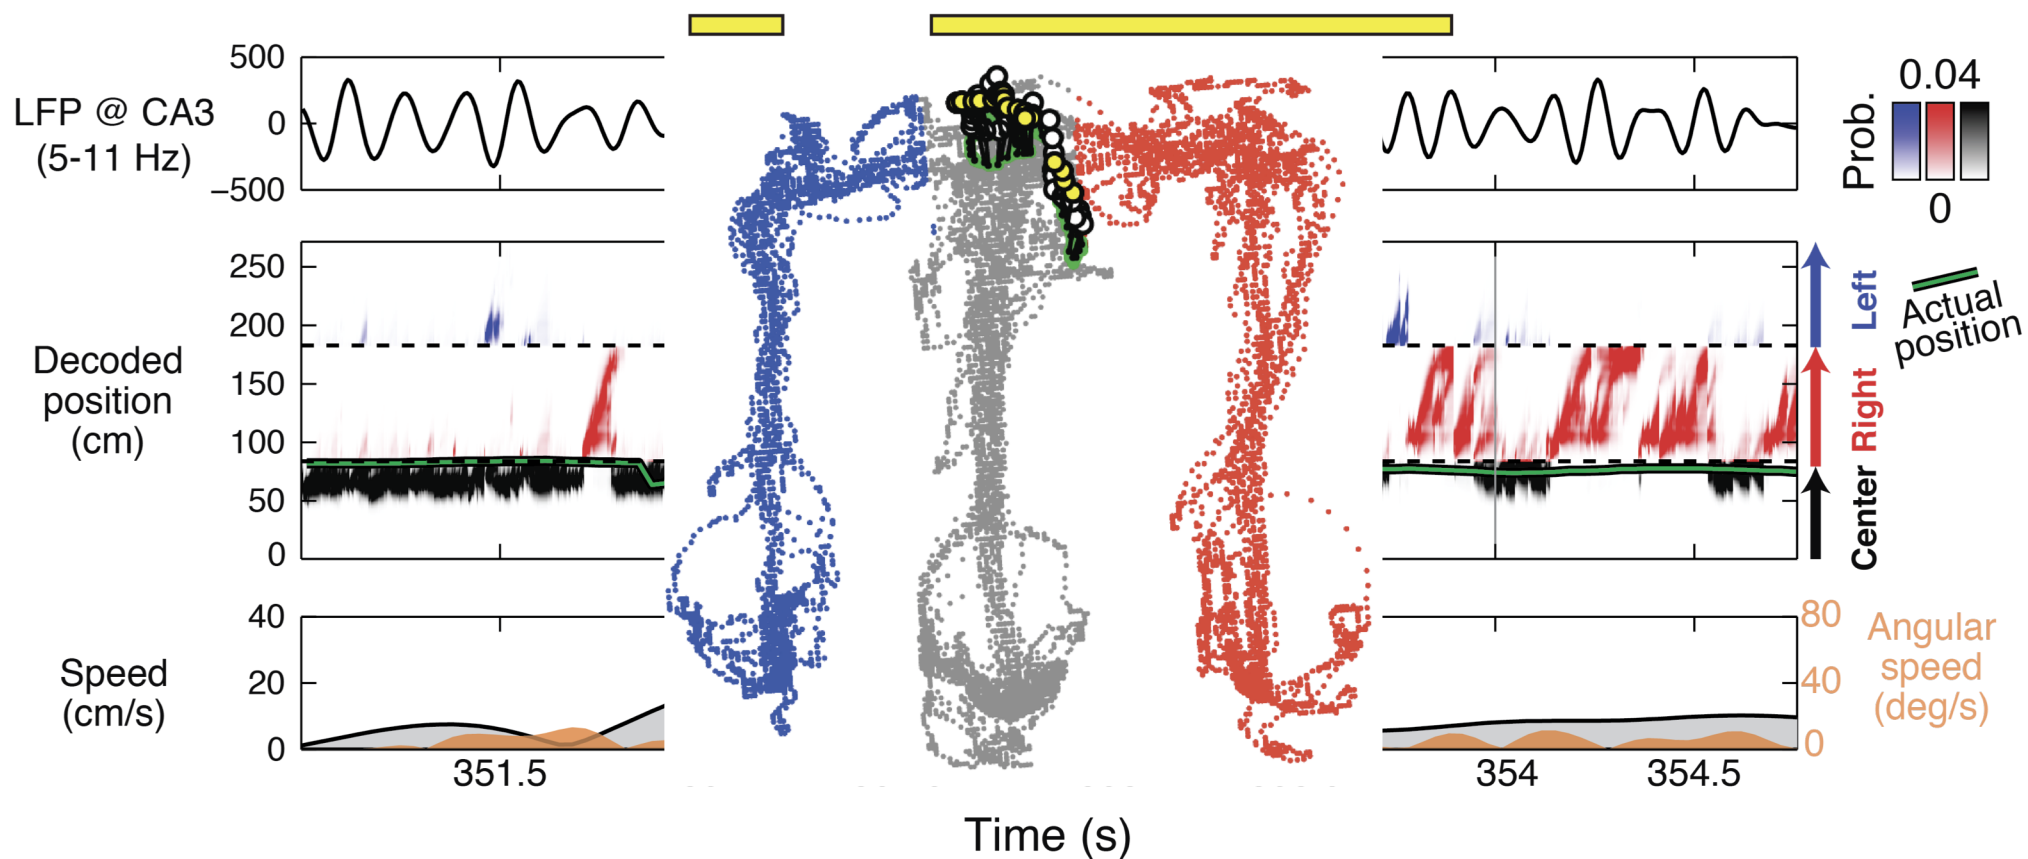 500
0
−500
LFP @ CA3
(5-11 Hz)
0.04
Prob.
0
250
200
150
100
50
0
Decoded
position
(cm)
Left
Right
Center
Actual
position
40
20
0
Speed
(cm/s)
80
40
0
Angular
speed
(deg/s)
351.5
354
354.5
Time (s)